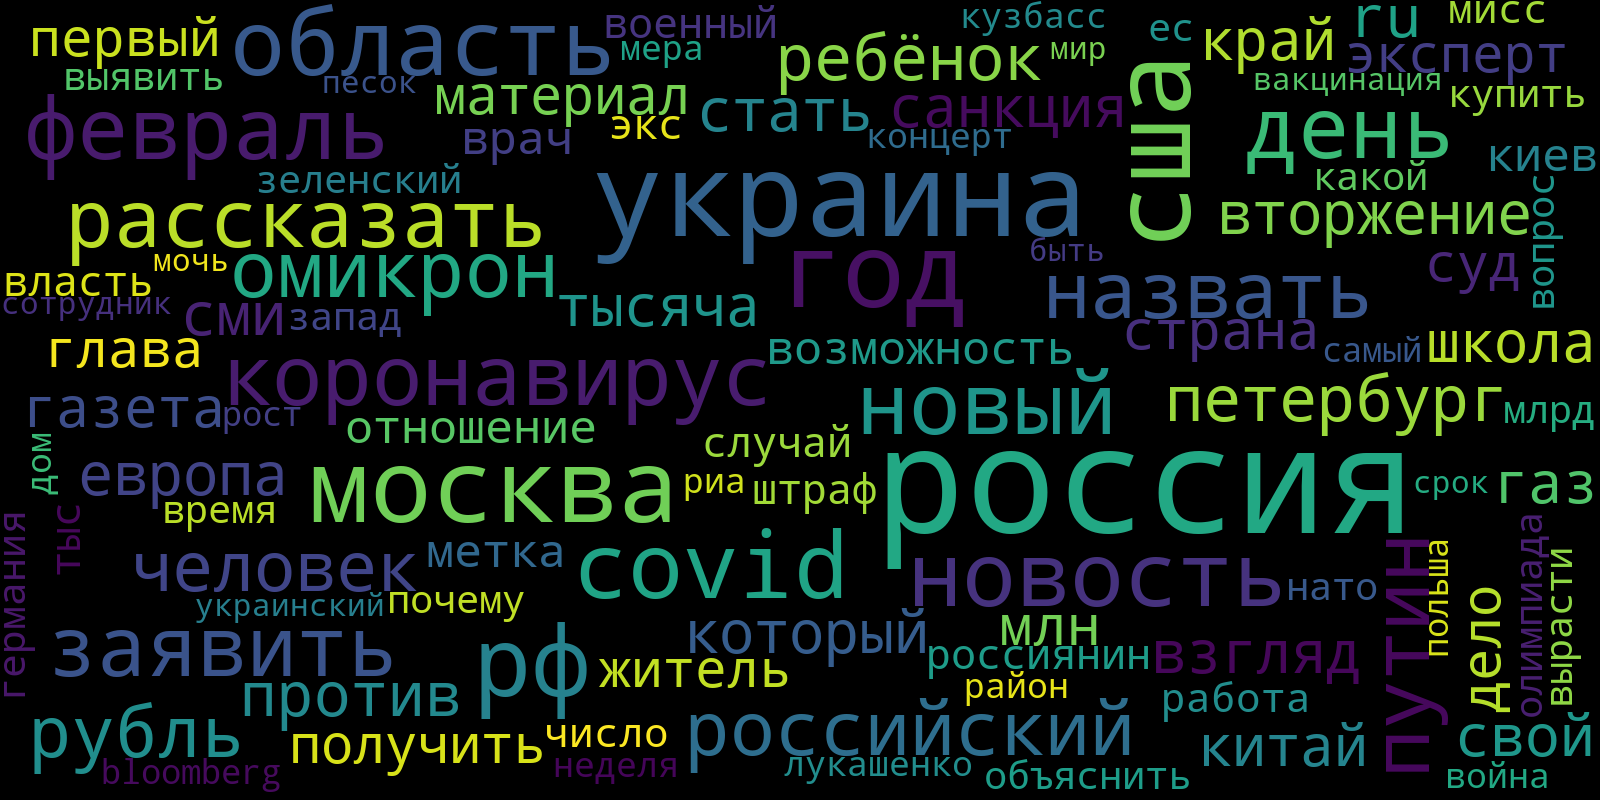 первый
область
военный
кузбасс
ес
ru
мисс
выявить
песок
мера
ребёнок
мир
край
эксперт
февраль
материал
экс
стать
санкция
сша
вакцинация
купить
врач
концерт
день
зеленский
украина
какой
киев
рассказать
вторжение
вопрос
власть
мочь
омикрон
год
быть
суд
сотрудник
сми
запад
тысяча
назвать
страна
глава
коронавирус
возможность
самый
школа
газета
рост
отношение
новый
петербург
млрд
дом
европа
москва
случай
риа
штраф
россия
срок
газ
время
германия
тыс
человек
метка
covid
новость
нато
путин
польша
дело
олимпиада
вырасти
украинский
почему
заявить
рф
житель
который
млн
россиянин
взгляд
против
район
работа
рубль
получить
число
российский
китай
свой
bloomberg
неделя
лукашенко
объяснить
война